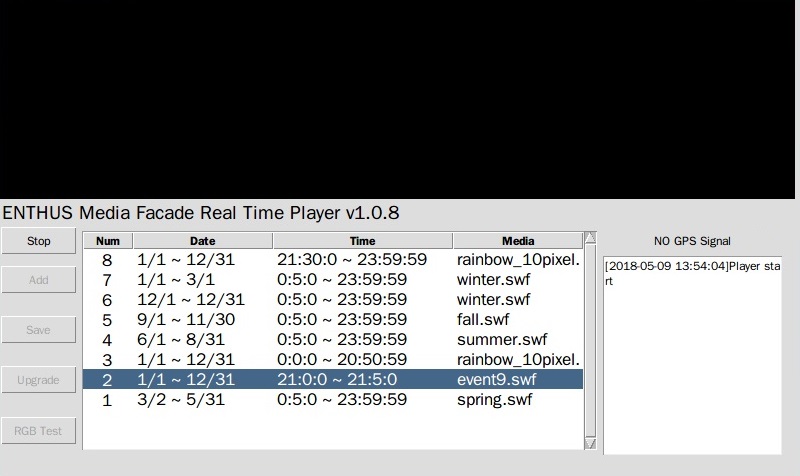 ENTHUS Media Facade Real Time Player v1.0.8
Stop
Add
Save
Upgrade
RGB Test
Num Date Time Media
8 1/1 ~ 12/31 21:30:0 ~ 23:59:59 rainbow_10pixel.
7 1/1 ~ 3/1 0:5:0 ~ 23:59:59 winter.swf
6 12/1 ~ 12/31 0:5:0 ~ 23:59:59 winter.swf
5 9/1 ~ 11/30 0:5:0 ~ 23:59:59 fall.swf
4 6/1 ~ 8/31 0:5:0 ~ 23:59:59 summer.swf
3 1/1 ~ 12/31 0:0:0 ~ 20:50:59 rainbow_10pixel.
2 1/1 ~ 12/31 21:0:0 ~ 21:5:0 event9.swf
1 3/2 ~ 5/31 0:5:0 ~ 23:59:59 spring.swf
NO GPS Signal
[2018-05-09 13:54:04]Player sta
rt